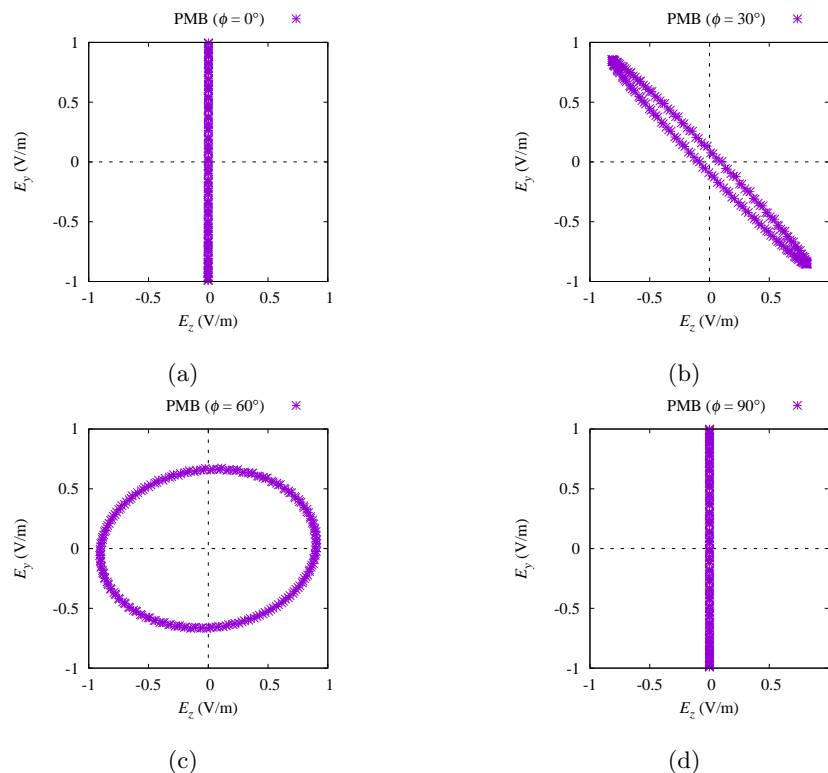 PMB (ϕ = 0°)
1
0.5
0
-0.5
-1
E_y (V/m)
-1 -0.5 0 0.5 1
E_z (V/m)
(a)
PMB (ϕ = 30°)
1
0.5
0
-0.5
-1
E_y (V/m)
-1 -0.5 0 0.5
E_z (V/m)
(b)
PMB (ϕ = 60°)
1
0.5
0
-0.5
-1
E_y (V/m)
-1 -0.5 0 0.5 1
E_z (V/m)
(c)
PMB (ϕ = 90°)
1
0.5
0
-0.5
-1
E_y (V/m)
-1 -0.5 0 0.5
E_z (V/m)
(d)